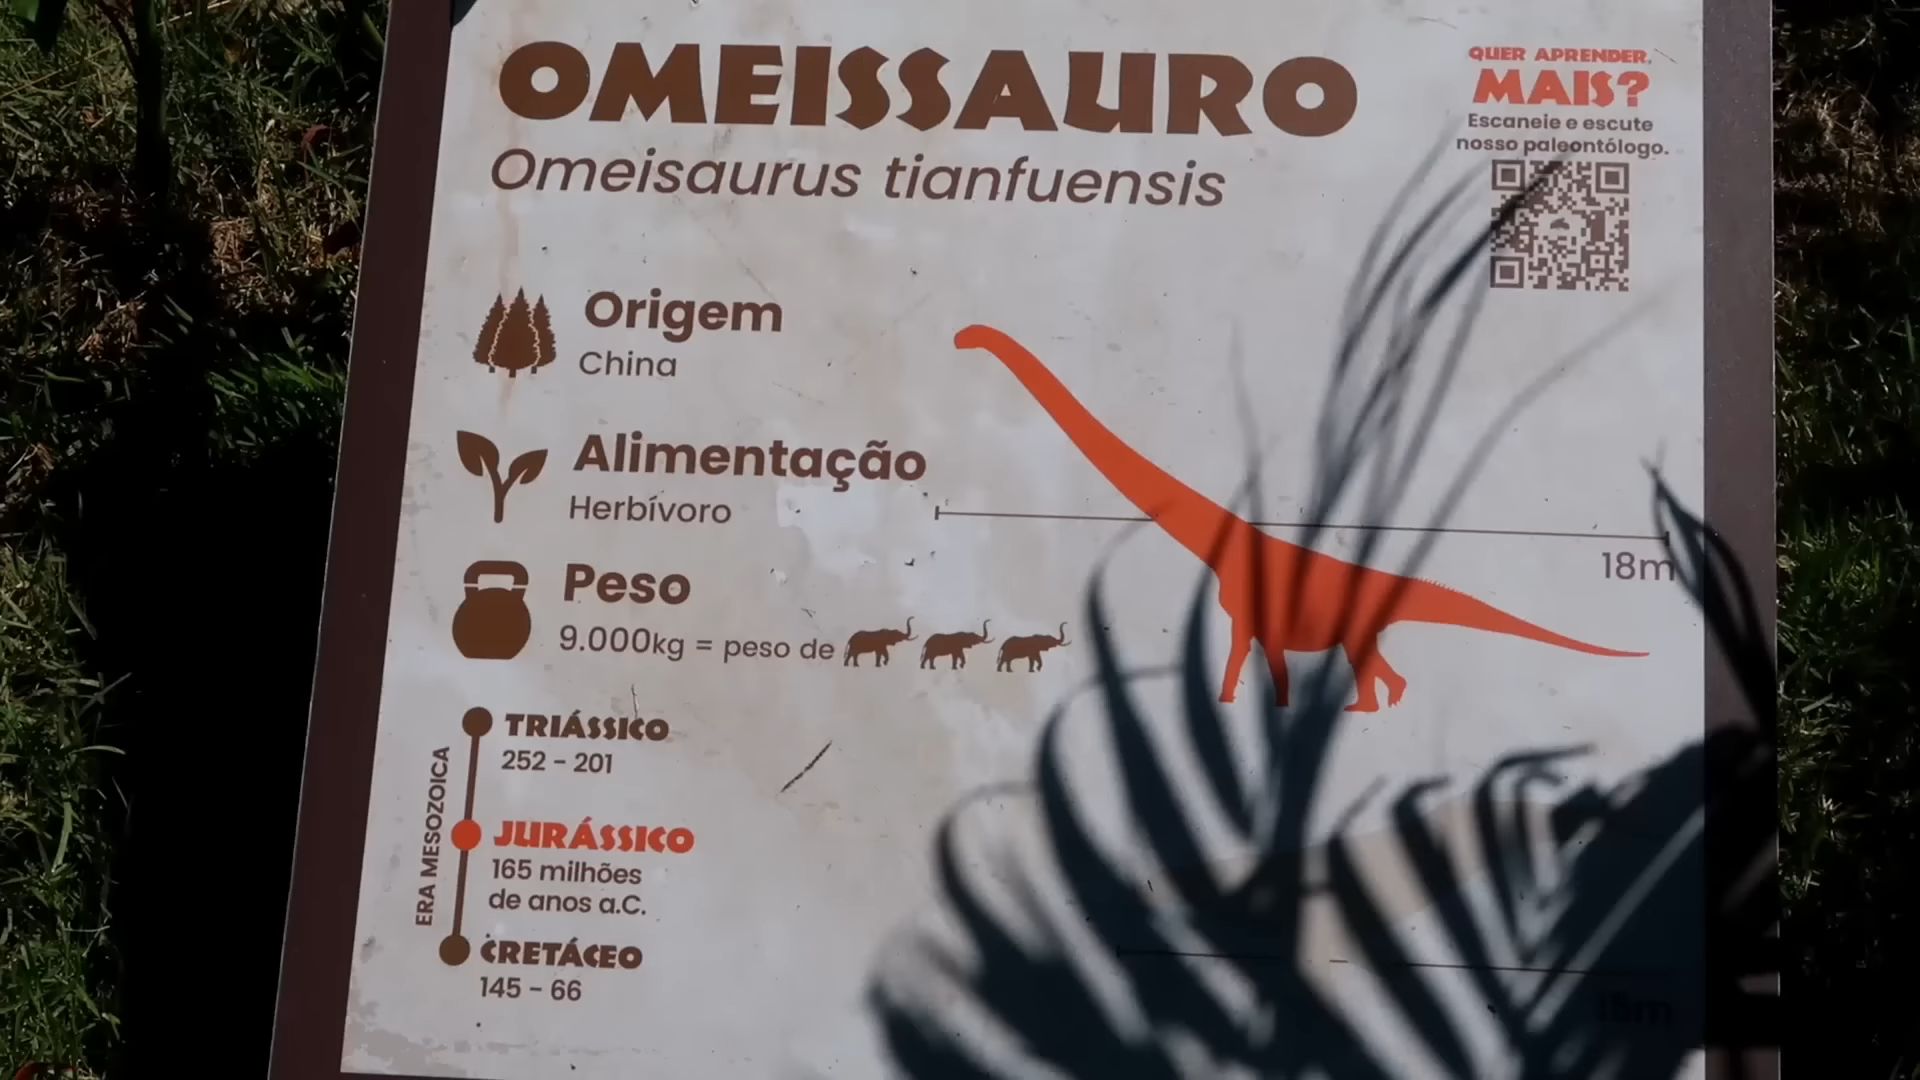 OMEISSAURO
Omeisaurus tianfuensis
QUER APRENDER
MAIS?
Escaneie e escute
nosso paleontólogo.
Origem
China
Alimentação
Herbívoro
18m
Peso
9.000kg = peso de
ERA MESOZOICA
TRIÁSSICO
252 - 201
JURÁSSICO
165 milhões
de anos a.C.
CRETÁCEO
145 - 66